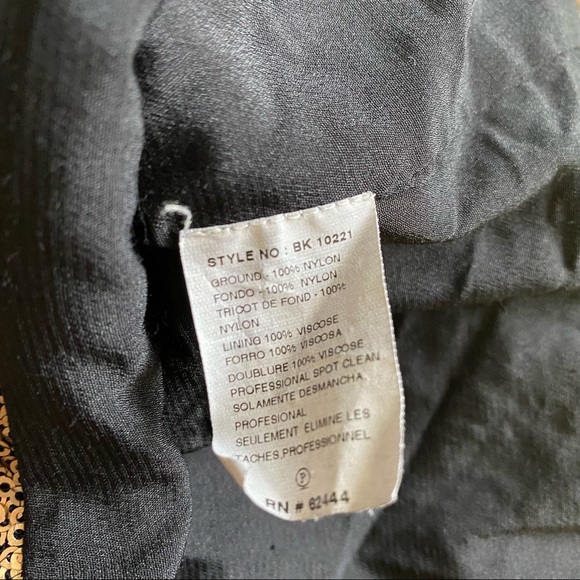 STYLE NO : BK 10221
GROUND - 100% NYLON
FONDO - 100% NYLON
TRICOT DE FOND - 100%
NYLON
LINING 100% VISCOSE
FORRO 100% VISCOSA
DOUBLURE 100% VISCOSE
PROFESSIONAL SPOT CLEAN
SOLAMENTE DESMANCHA,
PROFESIONAL
SEULEMENT ELIMINE LES
TACHES,PROFESSIONNEL
P
RN # 62444